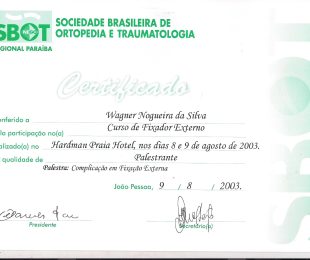 SBOT
SOCIEDADE BRASILEIRA DE
ORTOPEDIA E TRAUMATOLOGIA
REGIONAL PARAÍBA
Certificado
onferido a Wagner Nogueira da Silva
participação no(a) Curso de Fixador Externo
alizado(a) no Hardman Praia Hotel, nos dias 8 e 9 de agosto de 2003.
qualidade de Palestrante
Palestra: Complicação em Fixação Externa
João Pessoa, 9 / 8 / 2003.
Presidente
Secretário(a)
SBOT